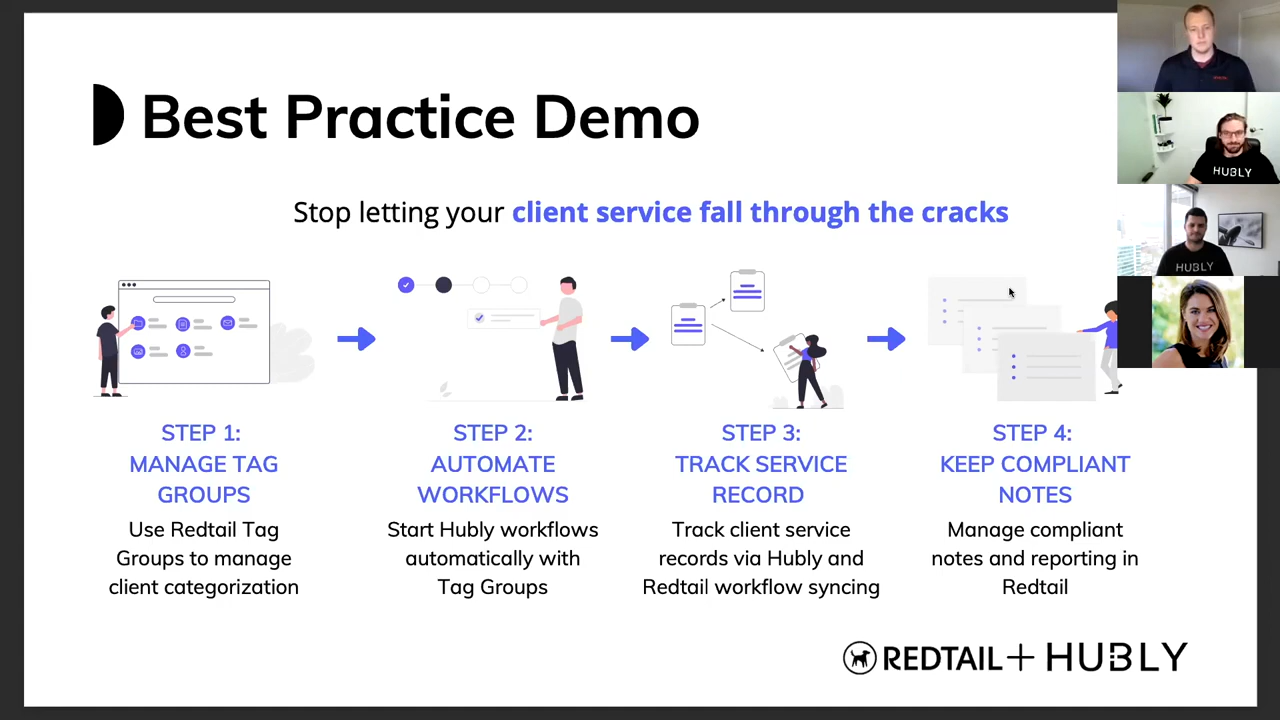 Best Practice Demo
Stop letting your client service fall through the cracks
STEP 1:
MANAGE TAG
GROUPS
Use Redtail Tag
Groups to manage
client categorization
STEP 2:
AUTOMATE
WORKFLOWS
Start Hubly workflows
automatically with
Tag Groups
STEP 3:
TRACK SERVICE
RECORD
Track client service
records via Hubly and
Redtail workflow syncing
STEP 4:
KEEP COMPLIANT
NOTES
Manage compliant
notes and reporting in
Redtail
REDTAIL + HUBLY
HUBLY
HUBLY